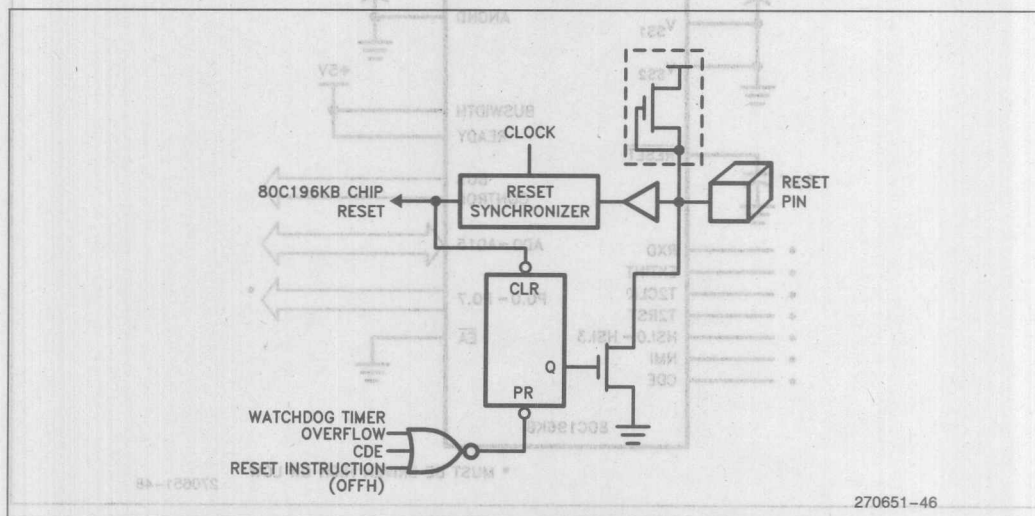 CLOCK
80C196KB CHIP
RESET
RESET
SYNCHRONIZER
RESET
PIN
CLR
Q
PR
WATCHDOG TIMER
OVERFLOW
CDE
RESET INSTRUCTION
(OFFH)
270651-46